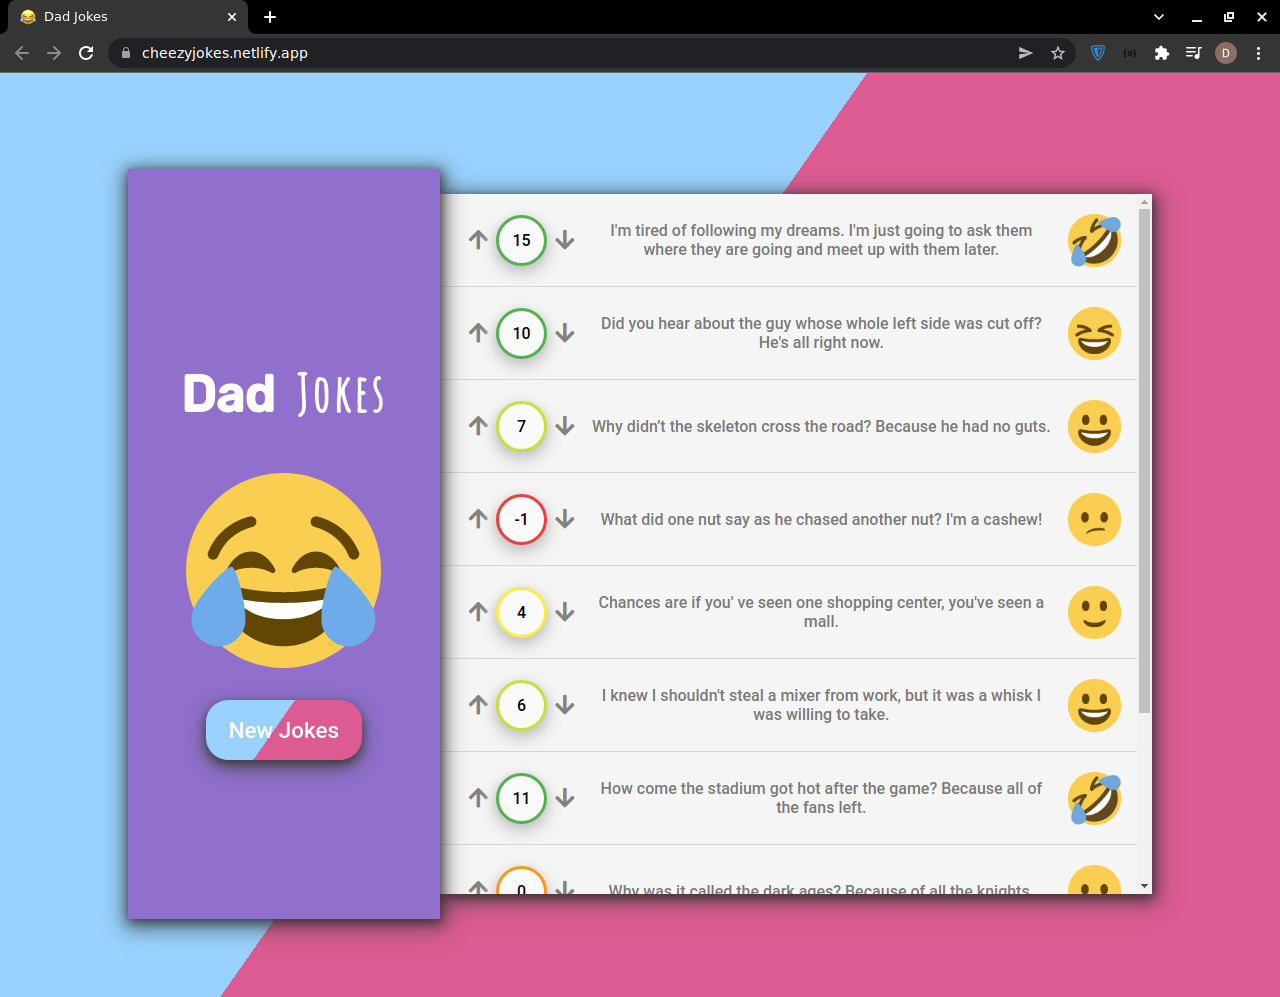 Dad Jokes
cheezyjokes.netlify.app
D
Dad Jokes
New Jokes
15
I'm tired of following my dreams. I'm just going to ask them
where they are going and meet up with them later.
10
Did you hear about the guy whose whole left side was cut off?
He's all right now.
7
Why didn’t the skeleton cross the road? Because he had no guts.
-1
What did one nut say as he chased another nut? I'm a cashew!
4
Chances are if you' ve seen one shopping center, you've seen a
mall.
6
I knew I shouldn't steal a mixer from work, but it was a whisk I
was willing to take.
11
How come the stadium got hot after the game? Because all of
the fans left.
0
Why was it called the dark ages? Because of all the knights.